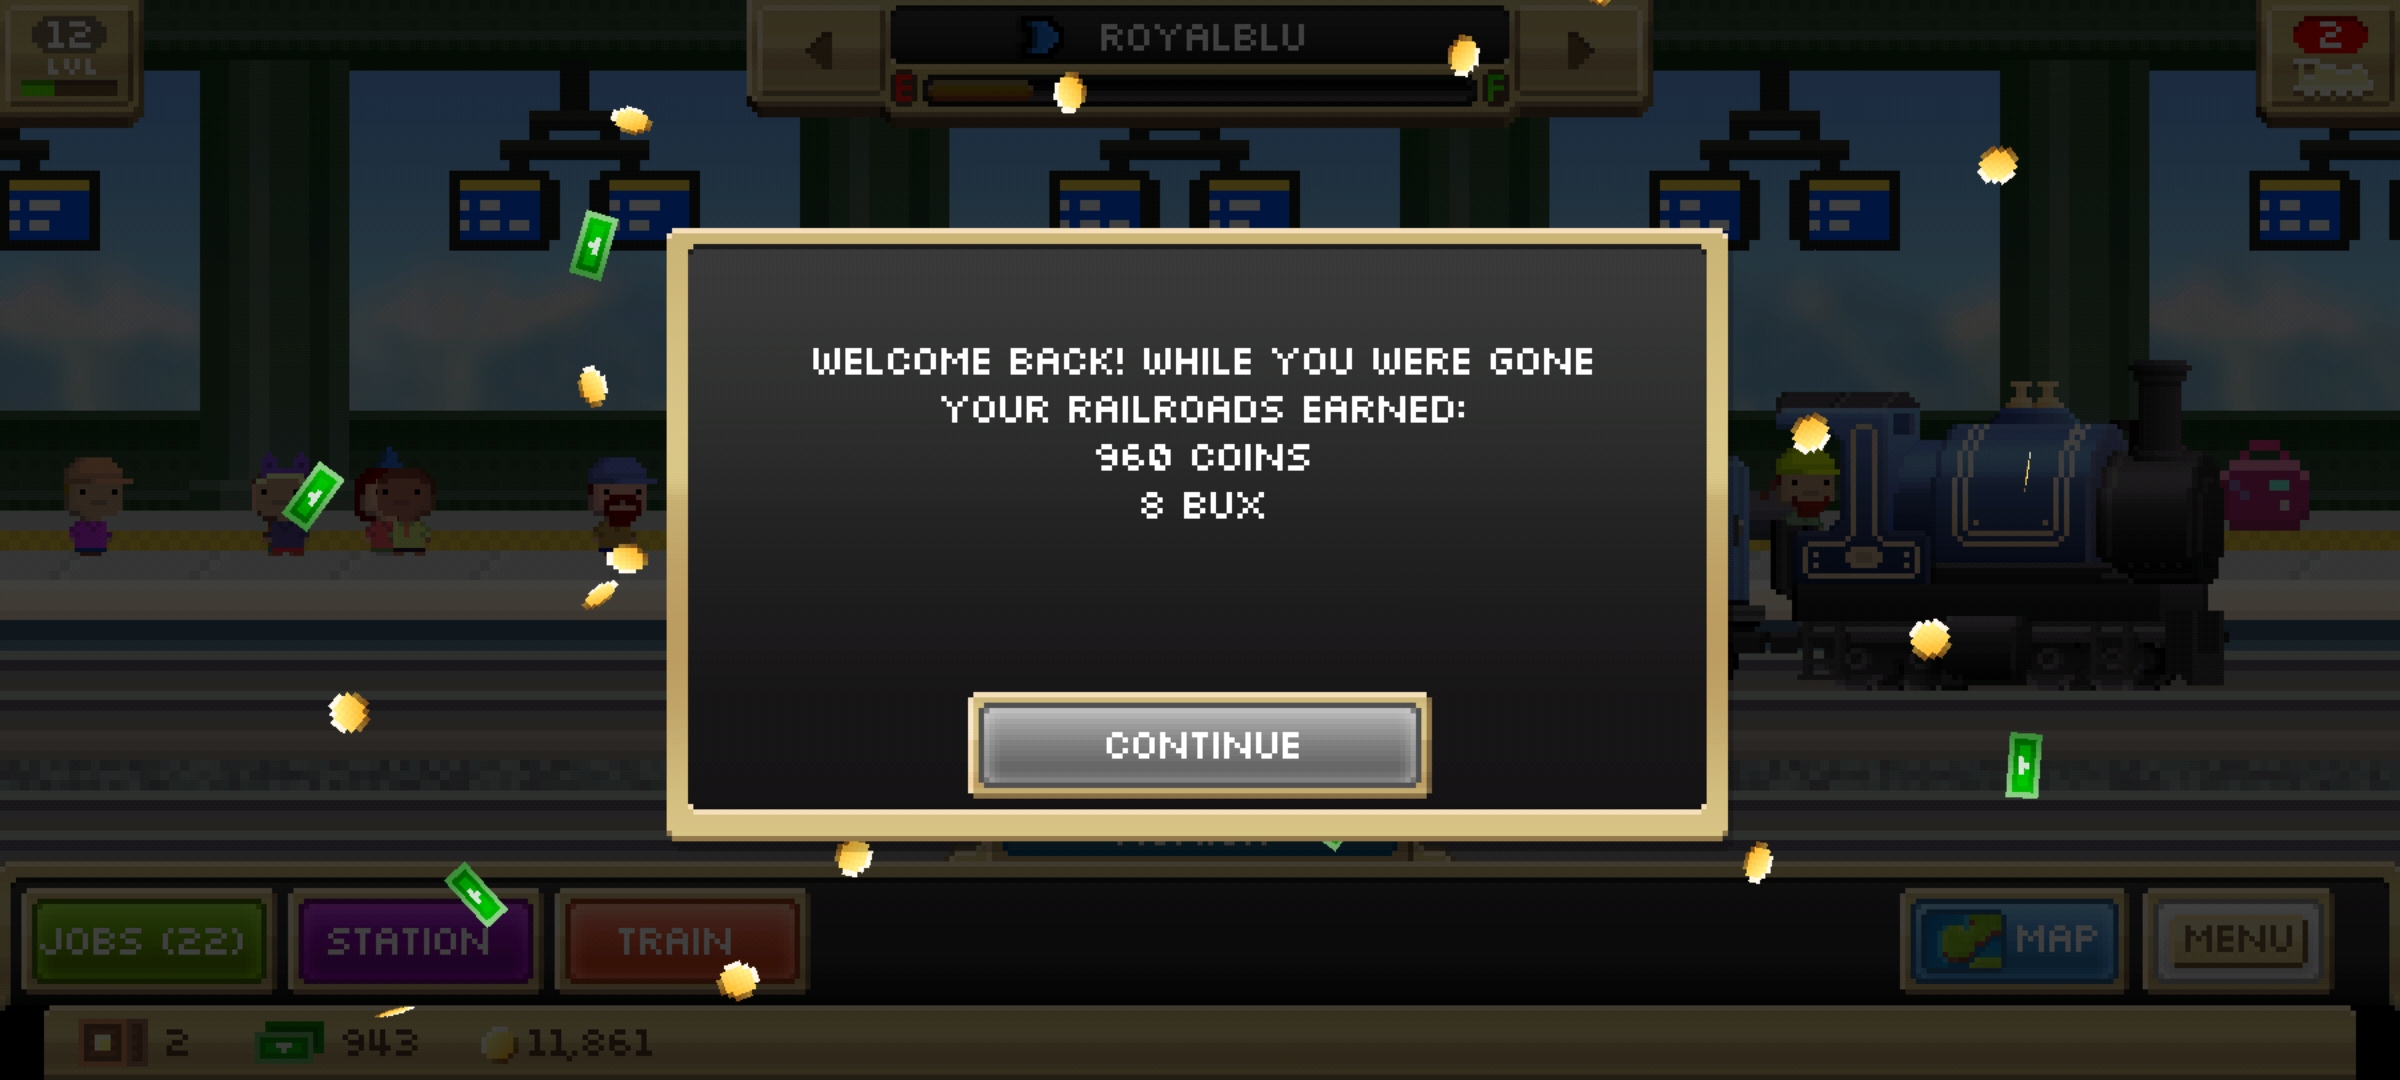 12
LVL
ROYALBLU
E
F
2
WELCOME BACK! WHILE YOU WERE GONE
YOUR RAILROADS EARNED:
960 COINS
8 BUX
CONTINUE
JOBS (22)
STATION
TRAIN
MAP
MENU
2
943
11,861